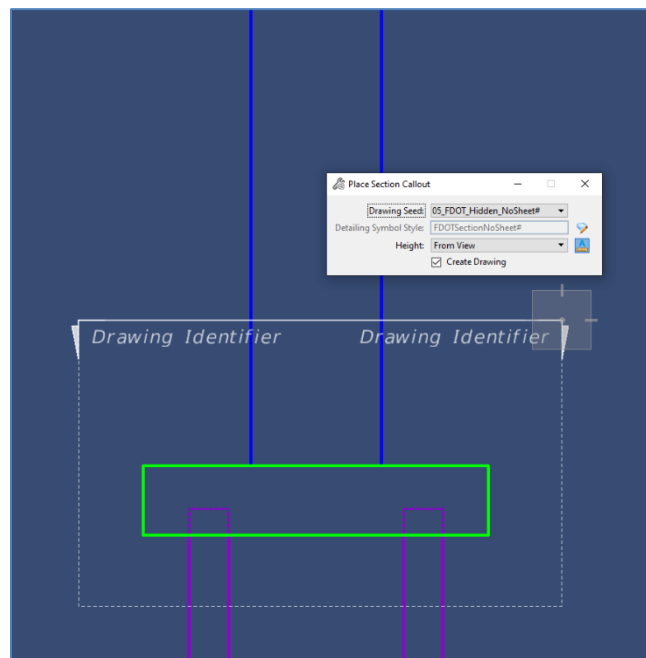 Place Section Callout
Drawing Seed: 05_FDOT_Hidden_NoSheet#
Detailing Symbol Style: FDOTSectionNoSheet#
Height: From View
Create Drawing
Drawing Identifier Drawing Identifier